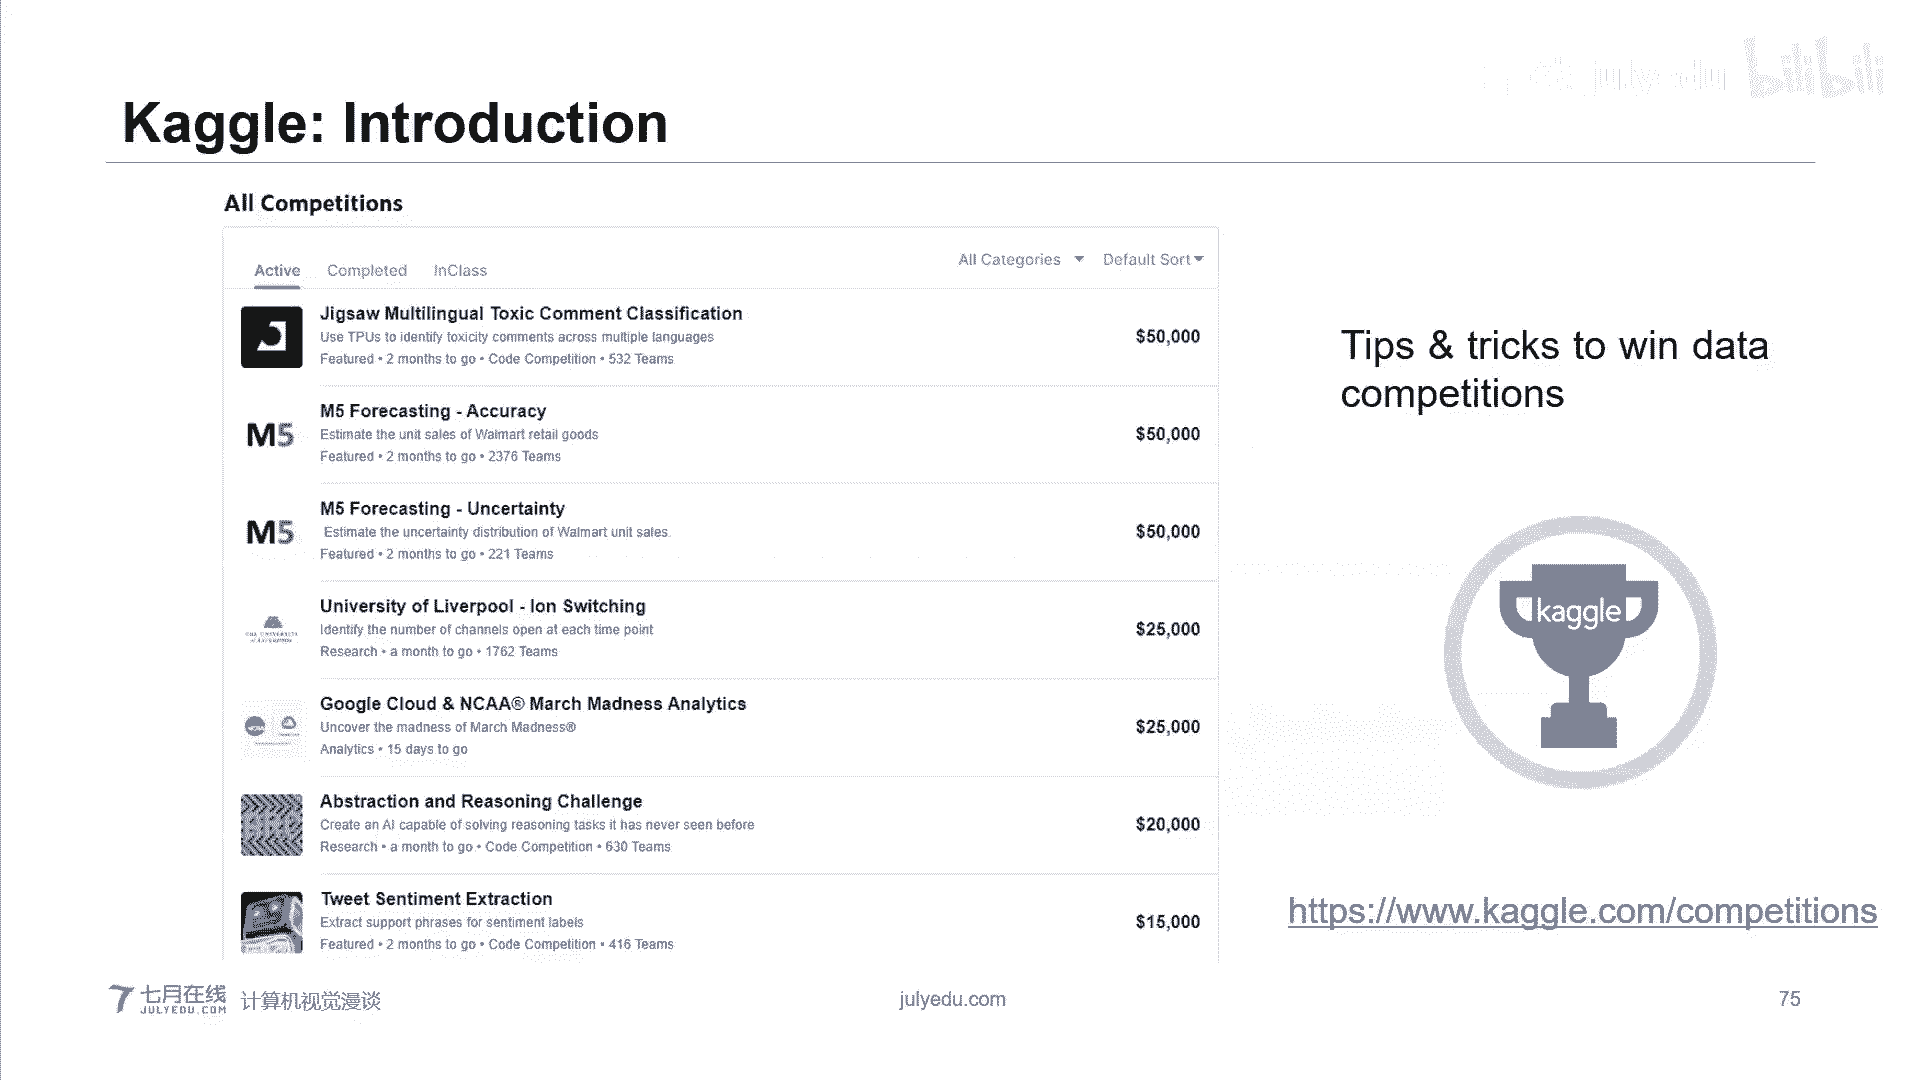 julyedu bilibili
Kaggle: Introduction
All Competitions
Active Completed InClass All Categories Default Sort
Jigsaw Multilingual Toxic Comment Classification
Use TPUs to identify toxicity comments across multiple languages
Featured • 2 months to go • Code Competition • 532 Teams
$50,000
M5
M5 Forecasting - Accuracy
Estimate the unit sales of Walmart retail goods
Featured • 2 months to go • 2376 Teams
$50,000
M5
M5 Forecasting - Uncertainty
Estimate the uncertainty distribution of Walmart unit sales.
Featured • 2 months to go • 221 Teams
$50,000
University of Liverpool - Ion Switching
Identify the number of channels open at each time point
Research • a month to go • 1762 Teams
$25,000
Google Cloud & NCAA® March Madness Analytics
Uncover the madness of March Madness®
Analytics • 15 days to go
$25,000
Abstraction and Reasoning Challenge
Create an AI capable of solving reasoning tasks it has never seen before
Research • a month to go • Code Competition • 630 Teams
$20,000
Tweet Sentiment Extraction
Extract support phrases for sentiment labels
Featured • 2 months to go • Code Competition • 416 Teams
$15,000
Tips & tricks to win data
competitions
kaggle
https://www.kaggle.com/competitions
七月在线
JULYEDU.COM
计算机视觉漫谈
julyedu.com
75